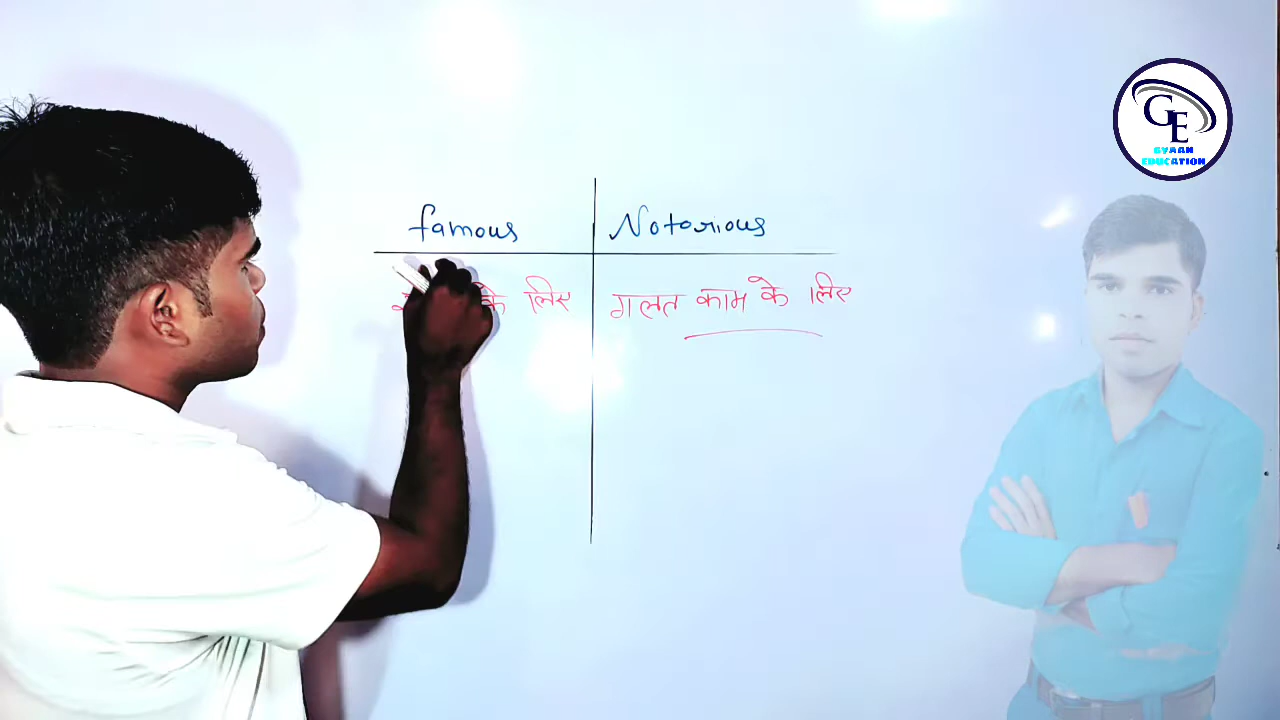 famous
Notorious
के लिए
गलत काम के लिए
GE
GYAAN
EDUCATION